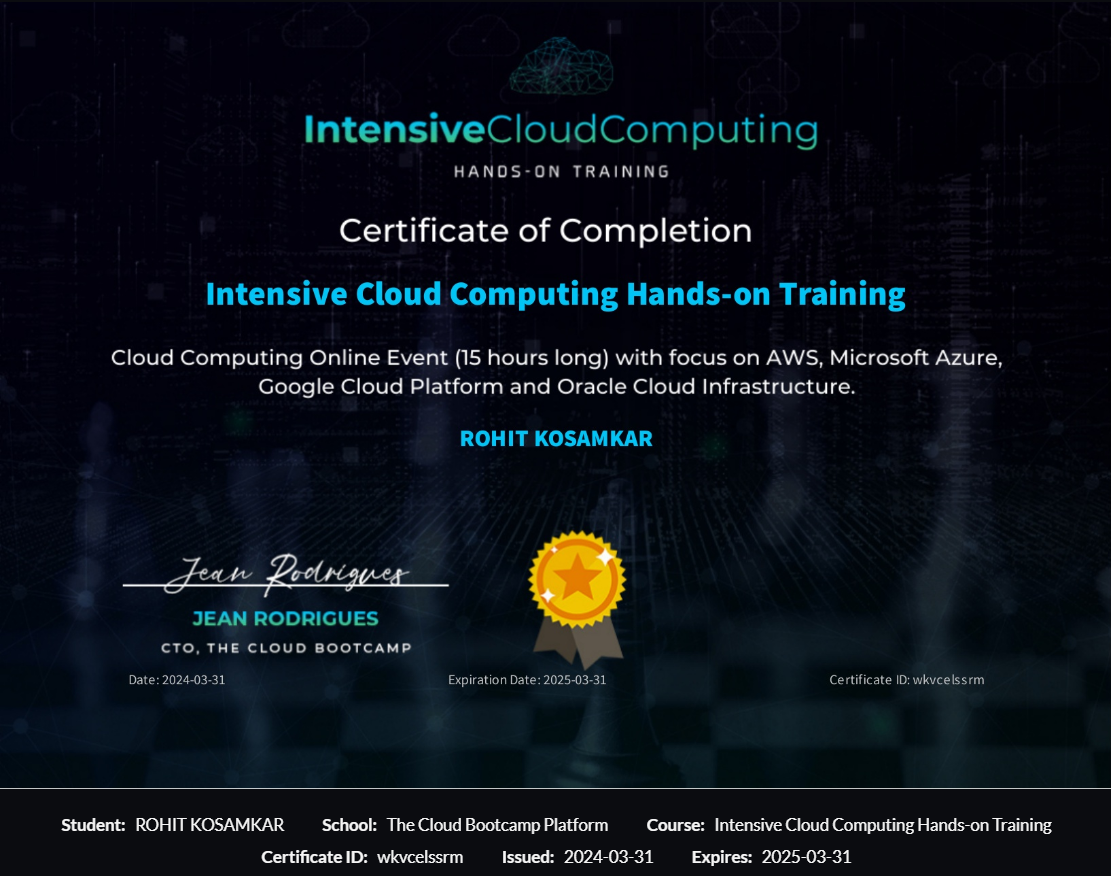 IntensiveCloudComputing
HANDS-ON TRAINING
Certificate of Completion
Intensive Cloud Computing Hands-on Training
Cloud Computing Online Event (15 hours long) with focus on AWS, Microsoft Azure,
Google Cloud Platform and Oracle Cloud Infrastructure.
ROHIT KOSAMKAR
Jean Rodrigues
JEAN RODRIGUES
CTO, THE CLOUD BOOTCAMP
Date: 2024-03-31 Expiration Date: 2025-03-31 Certificate ID: wkvcelssrm
Student: ROHIT KOSAMKAR School: The Cloud Bootcamp Platform Course: Intensive Cloud Computing Hands-on Training
Certificate ID: wkvcelssrm Issued: 2024-03-31 Expires: 2025-03-31